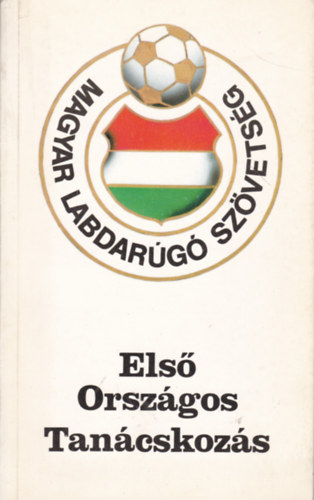 MAGYAR LABDARÚGÓ SZÖVETSÉG
Első
Országos
Tanácskozás